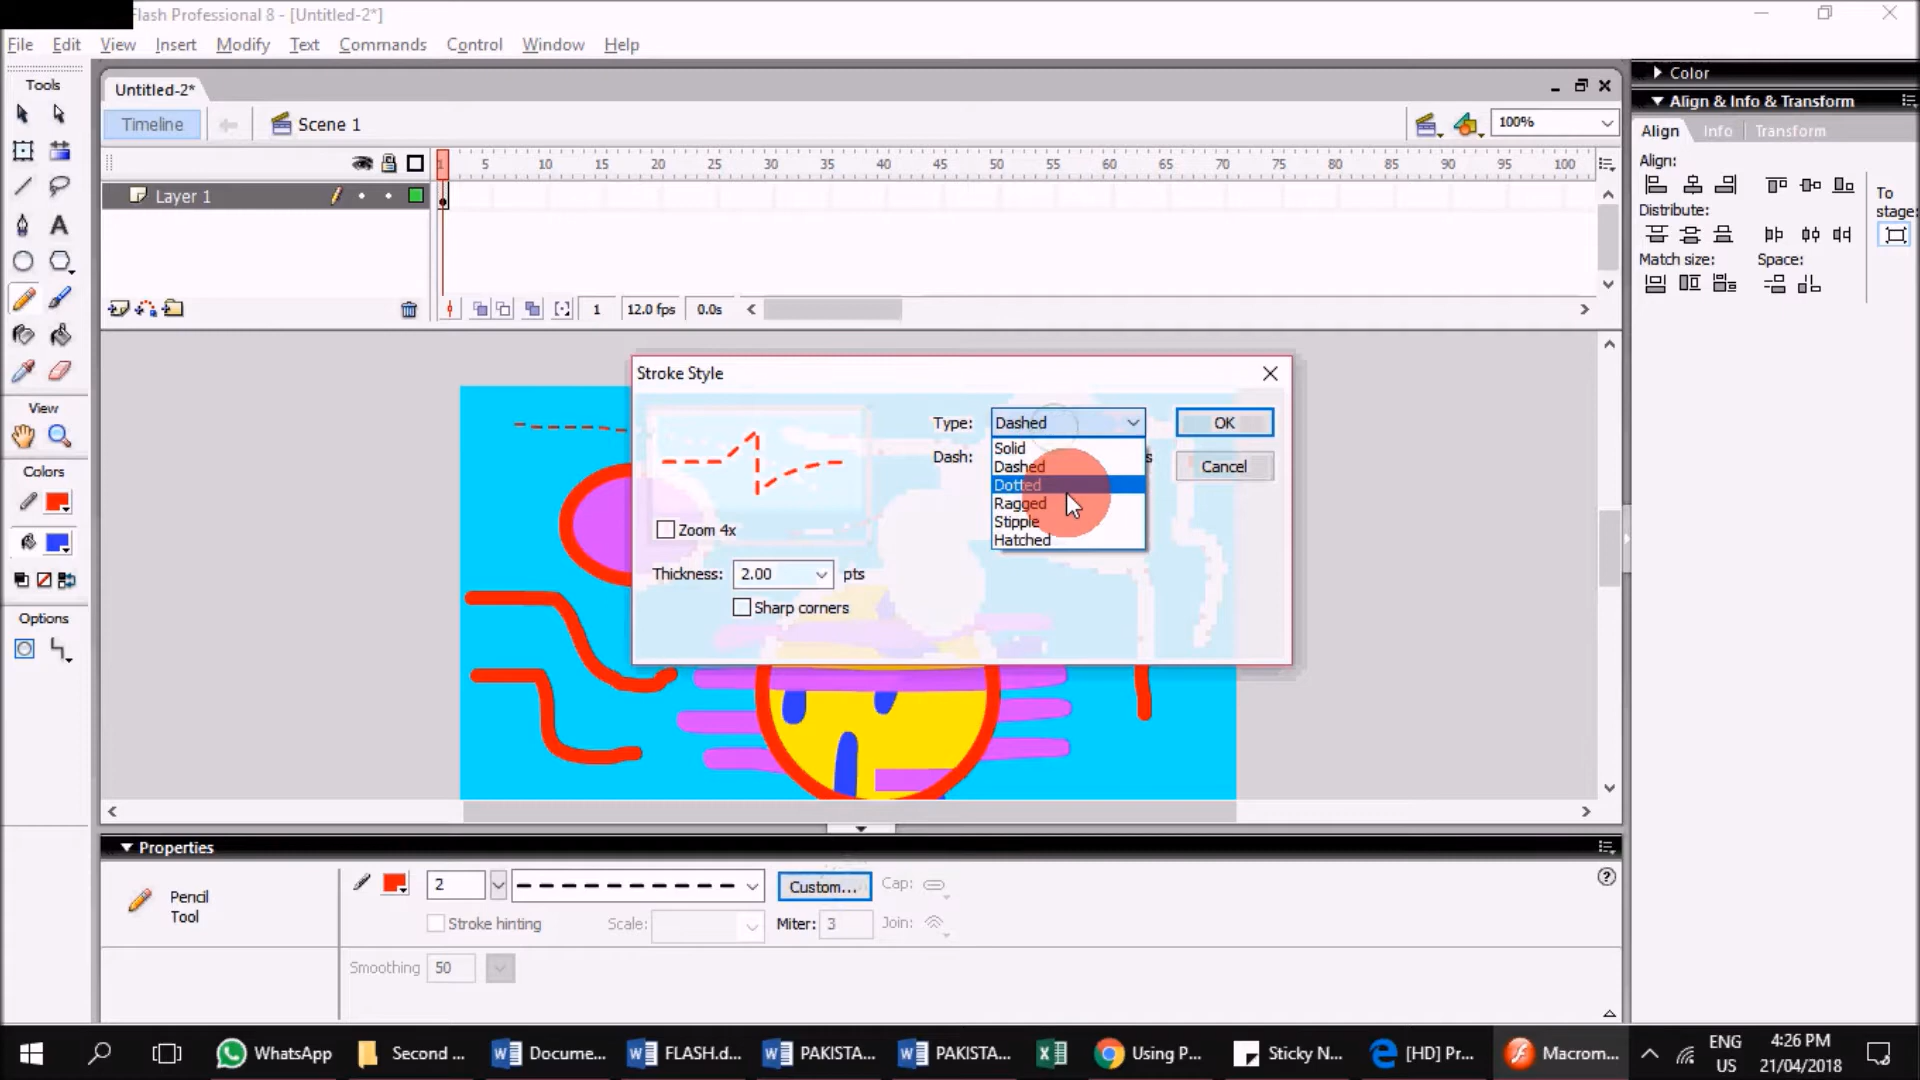 Flash Professional 8 - [Untitled-2*]
File Edit View Insert Modify Text Commands Control Window Help
Tools
Untitled-2*
Color
Align & Info & Transform
Timeline
Scene 1
100%
Align Info Transform
Align:
1 5 10 15 20 25 30 35 40 45 50 55 60 65 70 75 80 85 90 95 100
Layer 1
To
stage:
Distribute:
Match size: Space:
1 12.0 fps 0.0s
Stroke Style
Type: Dashed OK
Solid
Dash: s
Dashed Cancel
Dotted
Ragged
Stipple
Hatched
Zoom 4x
Thickness: 2.00 pts
Sharp corners
View
Colors
Options
Properties
Pencil
Tool
2 Custom... Cap:
Stroke hinting Scale: Miter: 3 Join:
Smoothing 50
WhatsApp Second ... Docume... FLASH.d... PAKISTA... PAKISTA... Using P... Sticky N... [HD] Pr... Macrom...
ENG
US
4:26 PM
21/04/2018